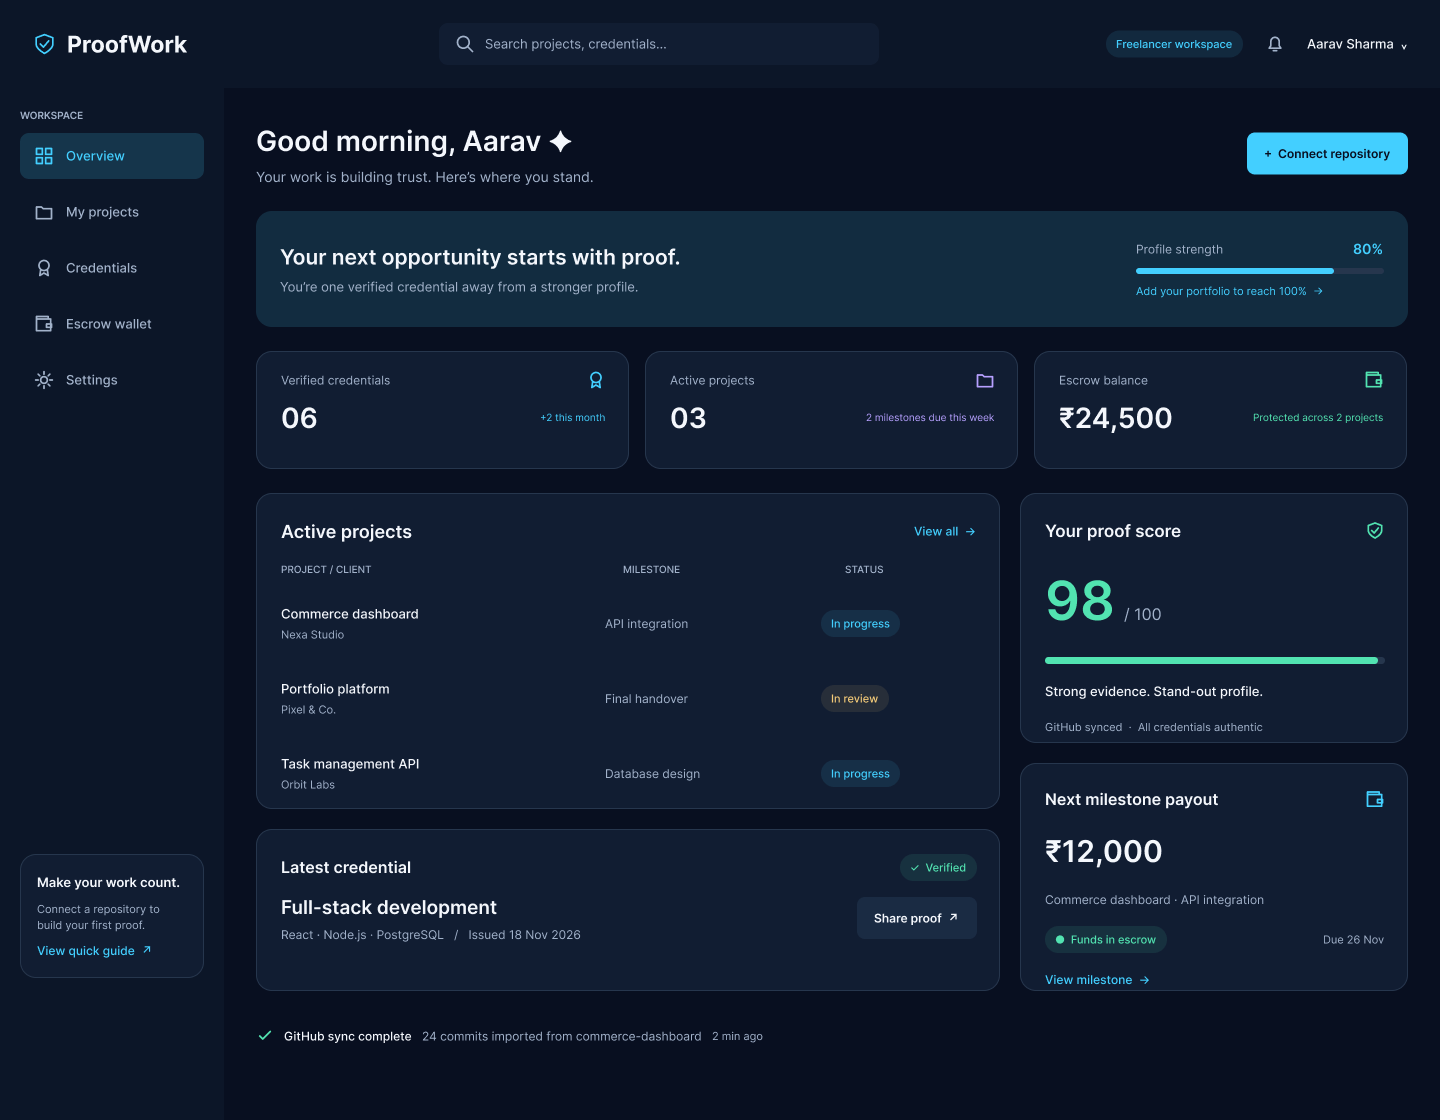 ProofWork
Search projects, credentials...
Freelancer workspace
Aarav Sharma
WORKSPACE
Overview
My projects
Credentials
Escrow wallet
Settings
Make your work count.
Connect a repository to
build your first proof.
View quick guide ↗
Good morning, Aarav ✦
Your work is building trust. Here’s where you stand.
+ Connect repository
Your next opportunity starts with proof.
You’re one verified credential away from a stronger profile.
Profile strength 80%
Add your portfolio to reach 100% →
Verified credentials
06 +2 this month
Active projects
03 2 milestones due this week
Escrow balance
₹24,500 Protected across 2 projects
Active projects View all →
PROJECT / CLIENT MILESTONE STATUS
Commerce dashboard
Nexa Studio
API integration
In progress
Portfolio platform
Pixel & Co.
Final handover
In review
Task management API
Orbit Labs
Database design
In progress
Your proof score
98 / 100
Strong evidence. Stand-out profile.
GitHub synced · All credentials authentic
Latest credential ✓ Verified
Full-stack development
React · Node.js · PostgreSQL / Issued 18 Nov 2026
Share proof ↗
Next milestone payout
₹12,000
Commerce dashboard · API integration
Funds in escrow Due 26 Nov
View milestone →
GitHub sync complete 24 commits imported from commerce-dashboard 2 min ago